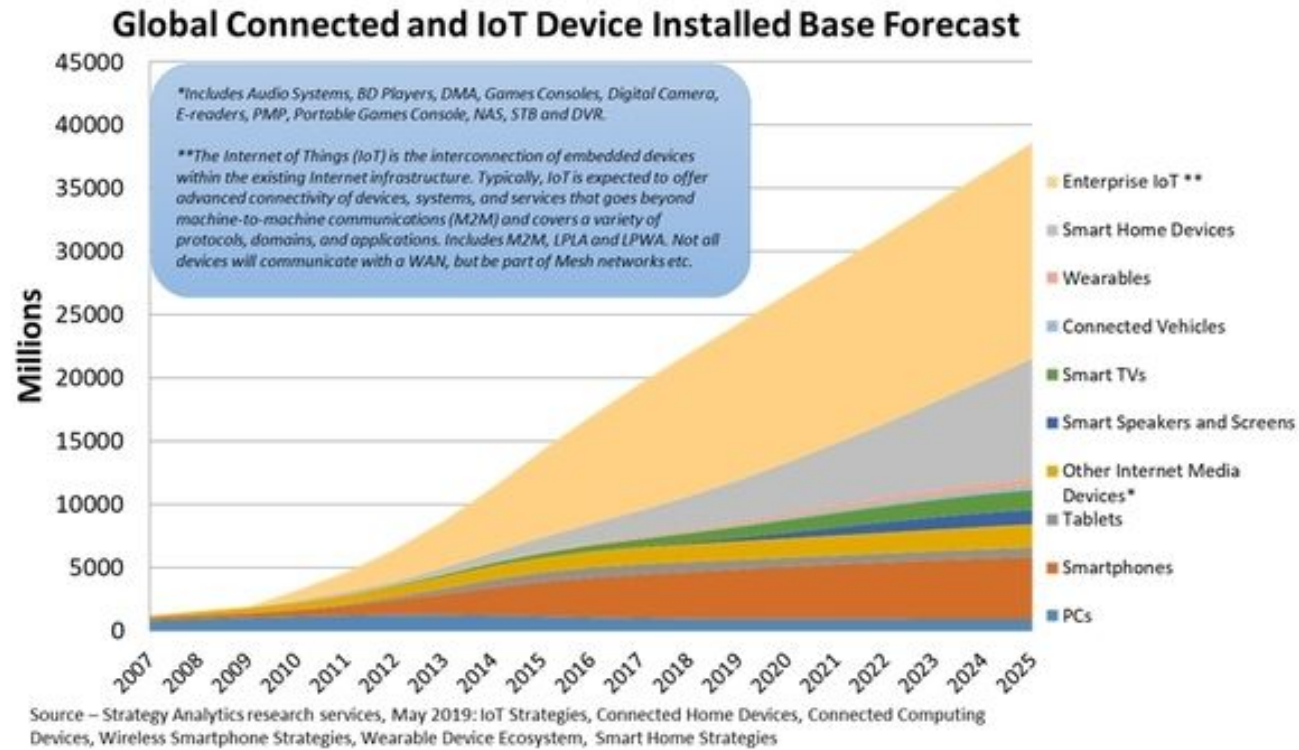 Global Connected and IoT Device Installed Base Forecast
45000
40000
35000
30000
25000
20000
15000
10000
5000
0
Millions
*Includes Audio Systems, BD Players, DMA, Games Consoles, Digital Camera,
E-readers, PMP, Portable Games Console, NAS, STB and DVR.
**The Internet of Things (IoT) is the interconnection of embedded devices
within the existing Internet infrastructure. Typically, IoT is expected to offer
advanced connectivity of devices, systems, and services that goes beyond
machine-to-machine communications (M2M) and covers a variety of
protocols, domains, and applications. Includes M2M, LPLA and LPWA. Not all
devices will communicate with a WAN, but be part of Mesh networks etc.
Enterprise IoT **
Smart Home Devices
Wearables
Connected Vehicles
Smart TVs
Smart Speakers and Screens
Other Internet Media
Devices*
Tablets
Smartphones
PCs
2007 2008 2009 2010 2011 2012 2013 2014 2015 2016 2017 2018 2019 2020 2021 2022 2023 2024 2025
Source – Strategy Analytics research services, May 2019: IoT Strategies, Connected Home Devices, Connected Computing
Devices, Wireless Smartphone Strategies, Wearable Device Ecosystem, Smart Home Strategies